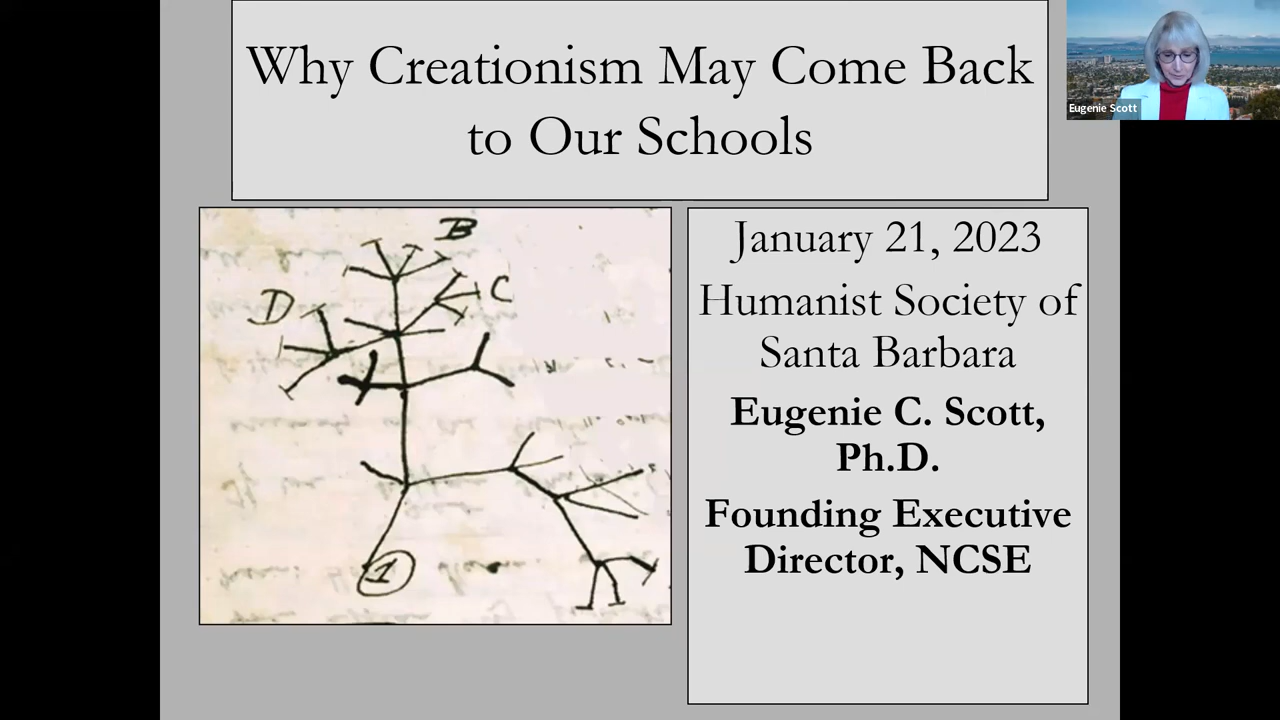 Why Creationism May Come Back
to Our Schools
Eugenie Scott
B
C
D
1
January 21, 2023
Humanist Society of
Santa Barbara
Eugenie C. Scott,
Ph.D.
Founding Executive
Director, NCSE